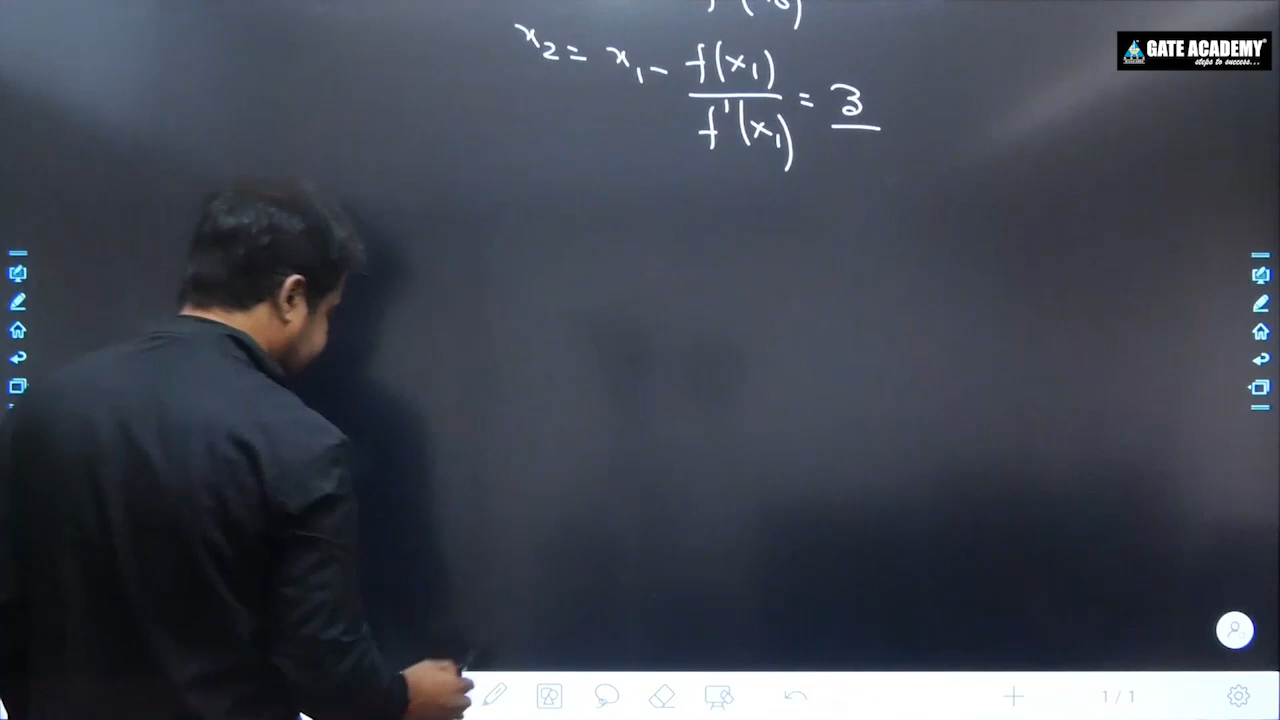 x₂ = x₁ - f(x₁)
f'(x₁) = 3
GATE ACADEMY®
steps to success...
1 / 1